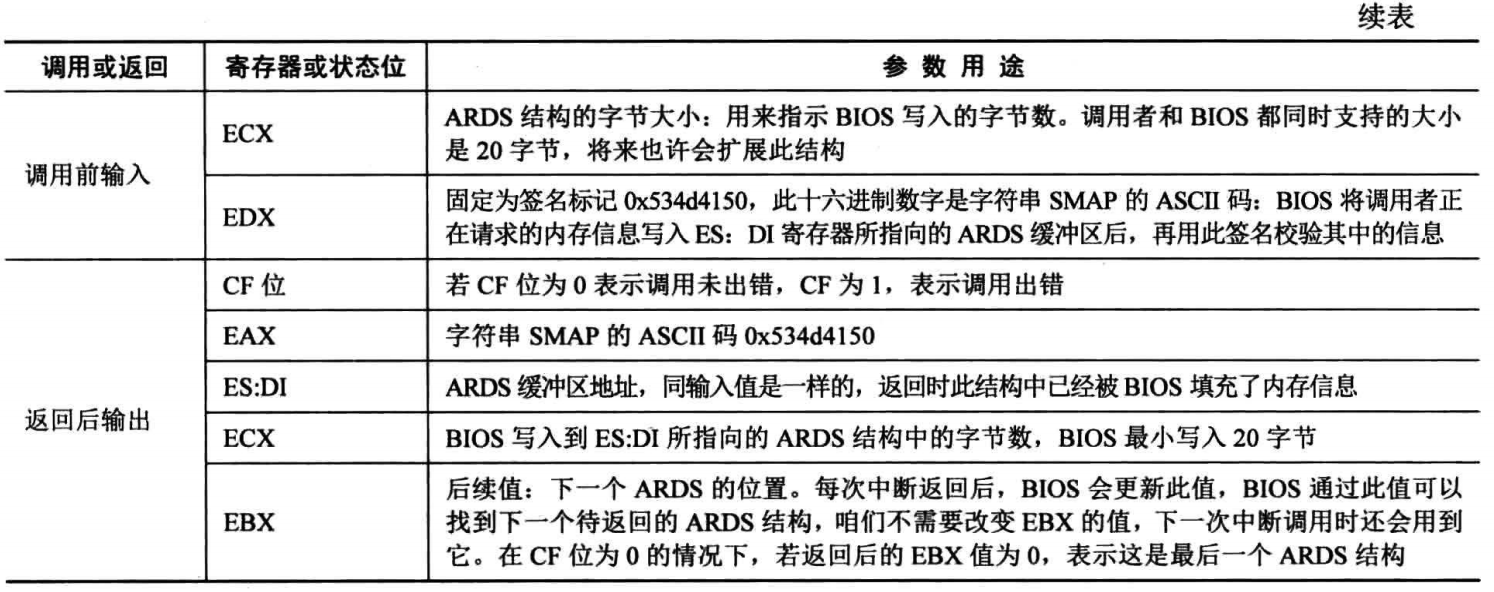 续表
调用或返回 寄存器或状态位 参 数 用 途
调用前输入
ECX
ARDS 结构的字节大小：用来指示 BIOS 写入的字节数。调用者和 BIOS 都同时支持的大小
是 20 字节，将来也许会扩展此结构
EDX
固定为签名标记 0x534d4150，此十六进制数字是字符串 SMAP 的 ASCII 码：BIOS 将调用者正
在请求的内存信息写入 ES：DI 寄存器所指向的 ARDS 缓冲区后，再用此签名校验其中的信息
返回后输出
CF 位
若 CF 位为 0 表示调用未出错，CF 为 1，表示调用出错
EAX
字符串 SMAP 的 ASCII 码 0x534d4150
ES:DI
ARDS 缓冲区地址，同输入值是一样的，返回时此结构中已经被 BIOS 填充了内存信息
ECX
BIOS 写入到 ES:DI 所指向的 ARDS 结构中的字节数，BIOS 最小写入 20 字节
EBX
后续值：下一个 ARDS 的位置。每次中断返回后，BIOS 会更新此值，BIOS 通过此值可以
找到下一个待返回的 ARDS 结构，咱们不需要改变 EBX 的值，下一次中断调用时还会用到
它。在 CF 位为 0 的情况下，若返回后的 EBX 值为 0，表示这是最后一个 ARDS 结构